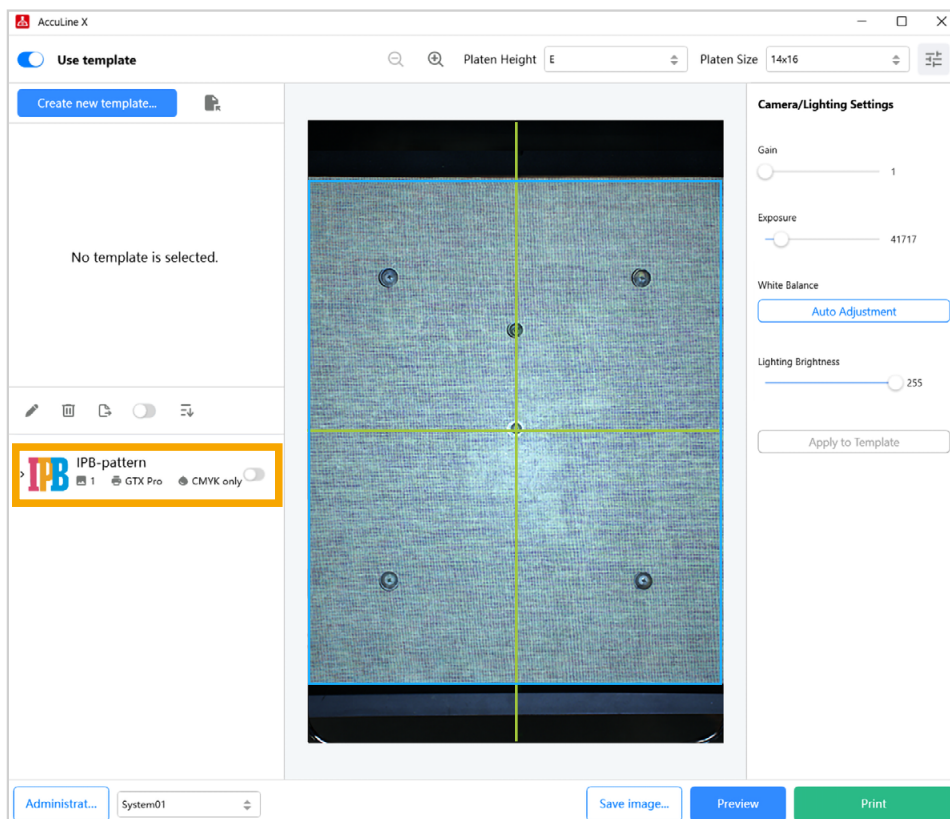 AccuLine X
Use template
Platen Height E
Platen Size 14x16
Create new template...
No template is selected.
IPB
IPB-pattern
1 GTX Pro CMYK only
Camera/Lighting Settings
Gain
1
Exposure
41717
White Balance
Auto Adjustment
Lighting Brightness
255
Apply to Template
Administrat...
System01
Save image...
Preview
Print